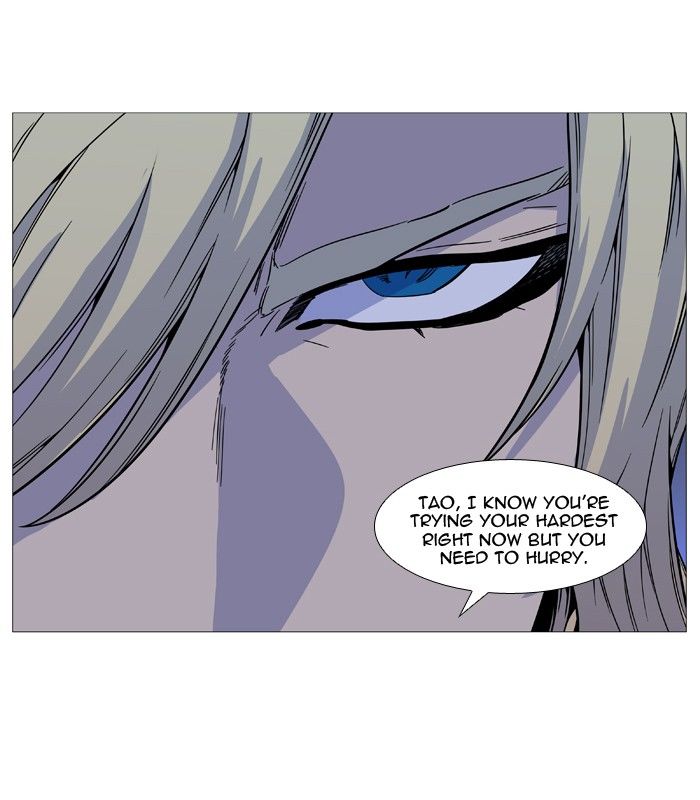 TAO, I KNOW YOU'RE
TRYING YOUR HARDEST
RIGHT NOW BUT YOU
NEED TO HURRY.